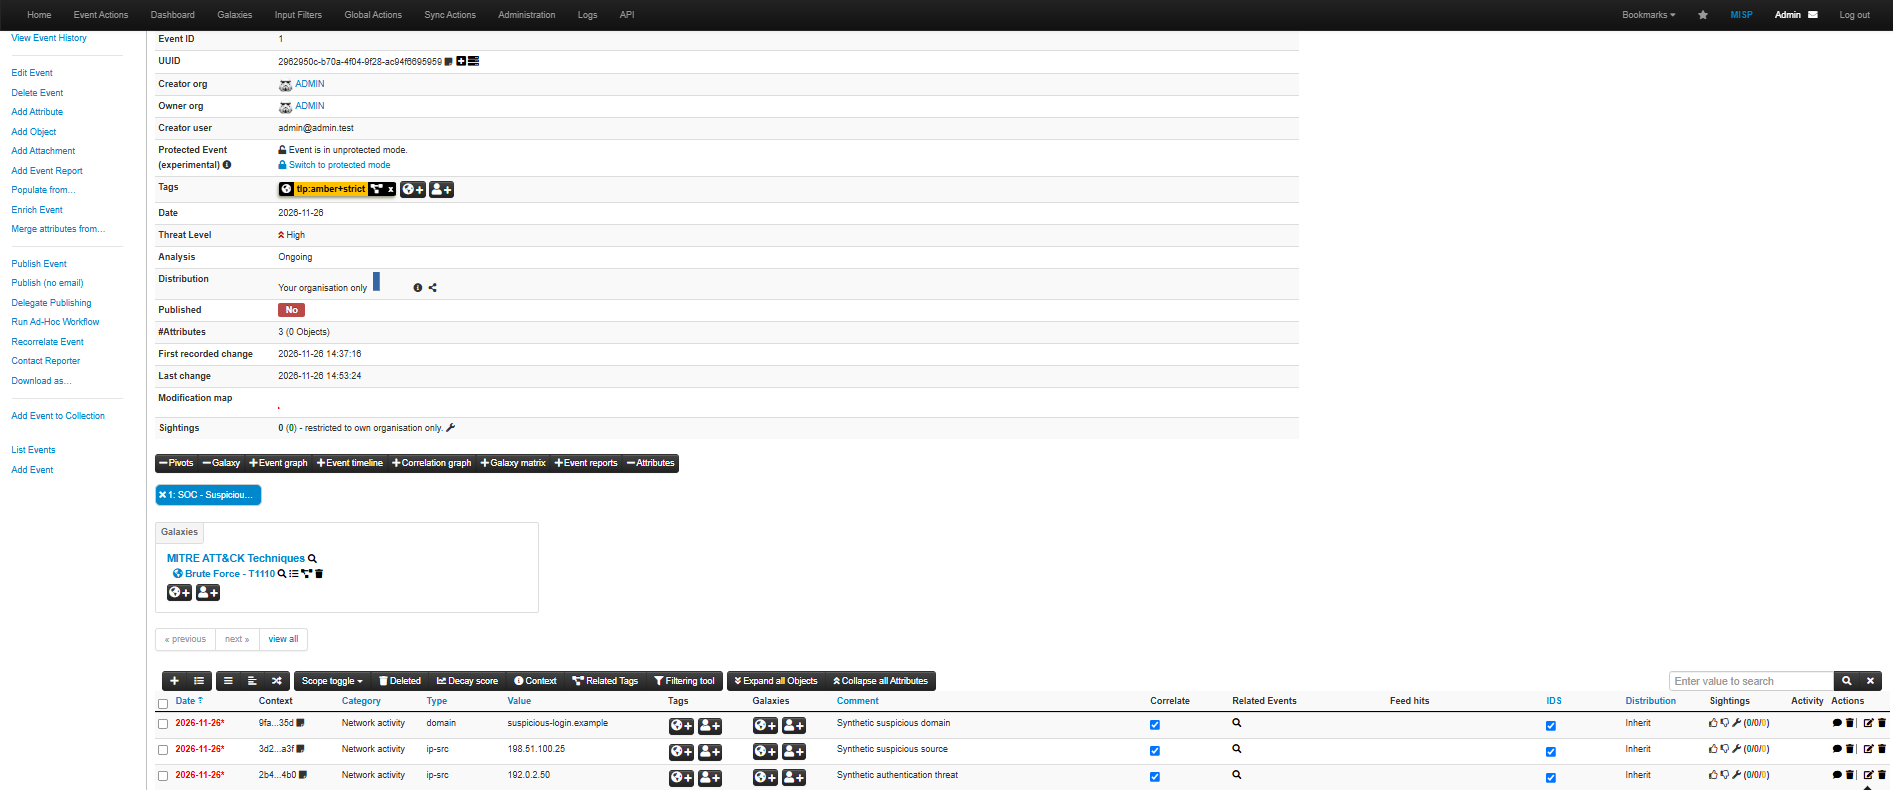 Home Event Actions Dashboard Galaxies Input Filters Global Actions Sync Actions Administration Logs API Bookmarks MISP Admin Log out
View Event History
Edit Event
Delete Event
Add Attribute
Add Object
Add Attachment
Add Event Report
Populate from...
Enrich Event
Merge attributes from...
Publish Event
Publish (no email)
Delegate Publishing
Run Ad-Hoc Workflow
Recorrelate Event
Contact Reporter
Download as...
Add Event to Collection
List Events
Add Event
Event ID 1
UUID 2962950c-b70a-4f04-9f28-ac94f6695959
Creator org ADMIN
Owner org ADMIN
Creator user admin@admin.test
Protected Event (experimental) Event is in unprotected mode.
Switch to protected mode
Tags tlp:amber+strict x + +
Date 2026-11-26
Threat Level High
Analysis Ongoing
Distribution Your organisation only
Published No
#Attributes 3 (0 Objects)
First recorded change 2026-11-26 14:37:16
Last change 2026-11-26 14:53:24
Modification map
Sightings 0 (0) - restricted to own organisation only.
Pivots Galaxy Event graph Event timeline Correlation graph Galaxy matrix Event reports Attributes
1: SOC - Suspiciou...
Galaxies
MITRE ATT&CK Techniques
Brute Force - T1110
+ +
« previous next » view all
Scope toggle Deleted Decay score Context Related Tags Filtering tool Expand all Objects Collapse all Attributes Enter value to search
Date Context Category Type Value Tags Galaxies Comment Correlate Related Events Feed hits IDS Distribution Sightings Activity Actions
2026-11-26* 9fa...35d Network activity domain suspicious-login.example + + + + Synthetic suspicious domain Inherit (0/0/0)
2026-11-26* 3d2...a3f Network activity ip-src 198.51.100.25 + + + + Synthetic suspicious source Inherit (0/0/0)
2026-11-26* 2b4...4b0 Network activity ip-src 192.0.2.50 + + + + Synthetic authentication threat Inherit (0/0/0)